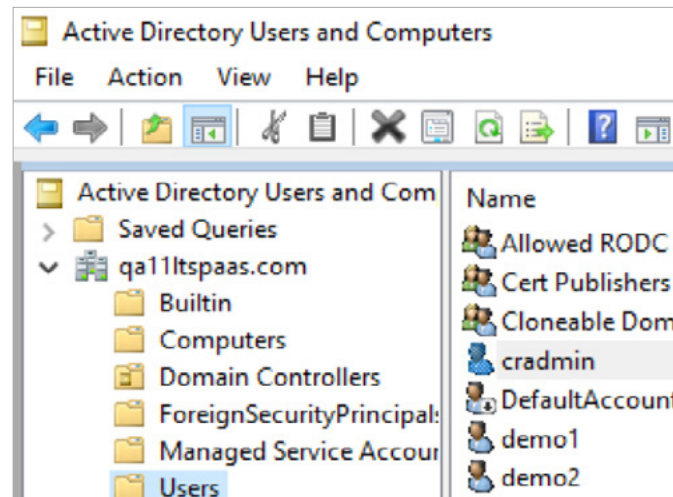 Active Directory Users and Computers
File Action View Help
Active Directory Users and Com
Saved Queries
qa11ltspaas.com
Builtin
Computers
Domain Controllers
ForeignSecurityPrincipal:
Managed Service Accour
Users
Name
Allowed RODC
Cert Publishers
Cloneable Dom
cradmin
DefaultAccount
demo1
demo2